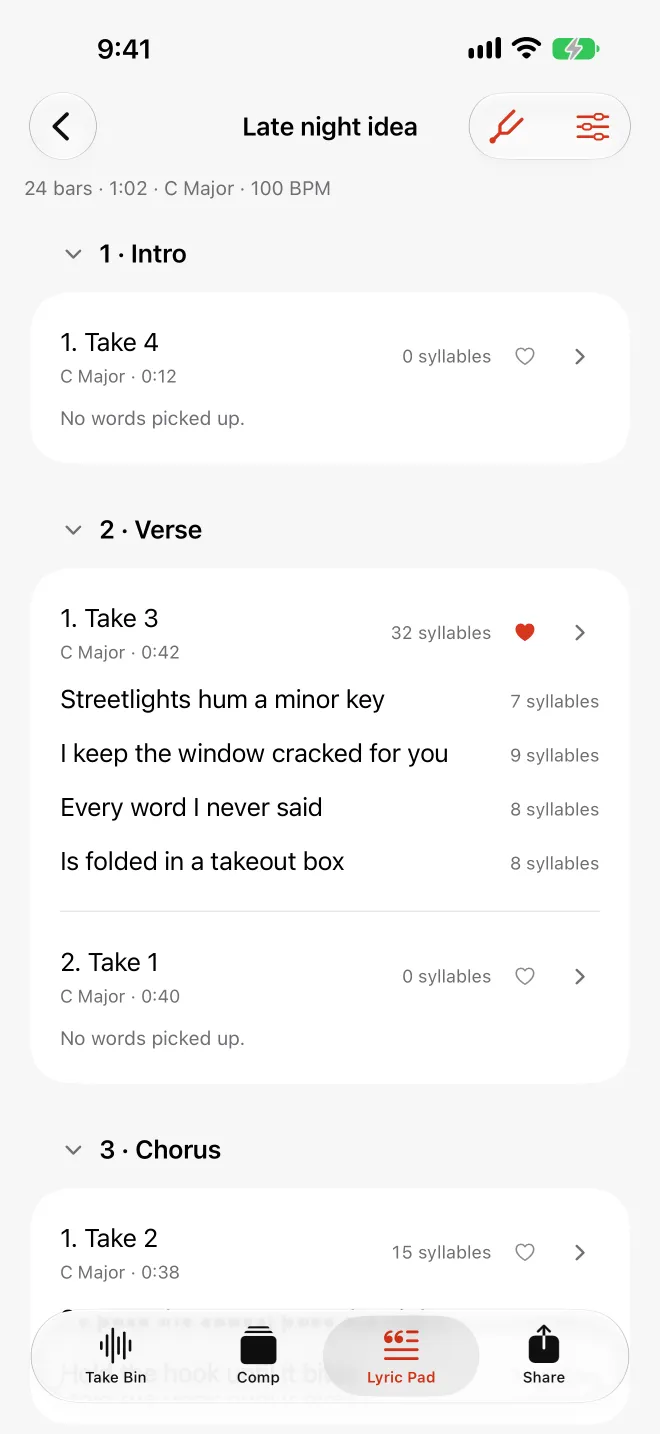 9:41
Late night idea
24 bars · 1:02 · C Major · 100 BPM
1 · Intro
1. Take 4
0 syllables
C Major · 0:12
No words picked up.
2 · Verse
1. Take 3
32 syllables
C Major · 0:42
Streetlights hum a minor key
7 syllables
I keep the window cracked for you
9 syllables
Every word I never said
8 syllables
Is folded in a takeout box
8 syllables
2. Take 1
0 syllables
C Major · 0:40
No words picked up.
3 · Chorus
1. Take 2
15 syllables
C Major · 0:38
Hold the hook
Take Bin
Comp
Lyric Pad
Share